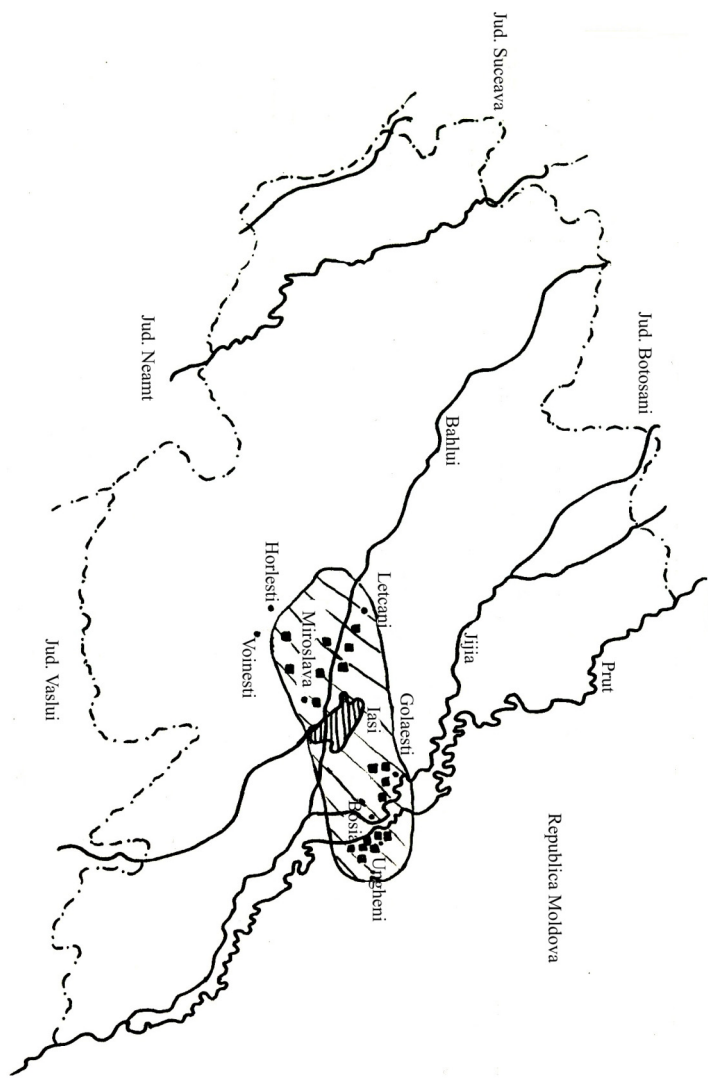 Jud. Suceava
Jud. Botosani
Jud. Neamt
Bahlui
Jijia
Prut
Letcani
Horlesti
Miroslava
Voinesti
Iasi
Golaesti
Bosia
Ungheni
Jud. Vaslui
Republica Moldova